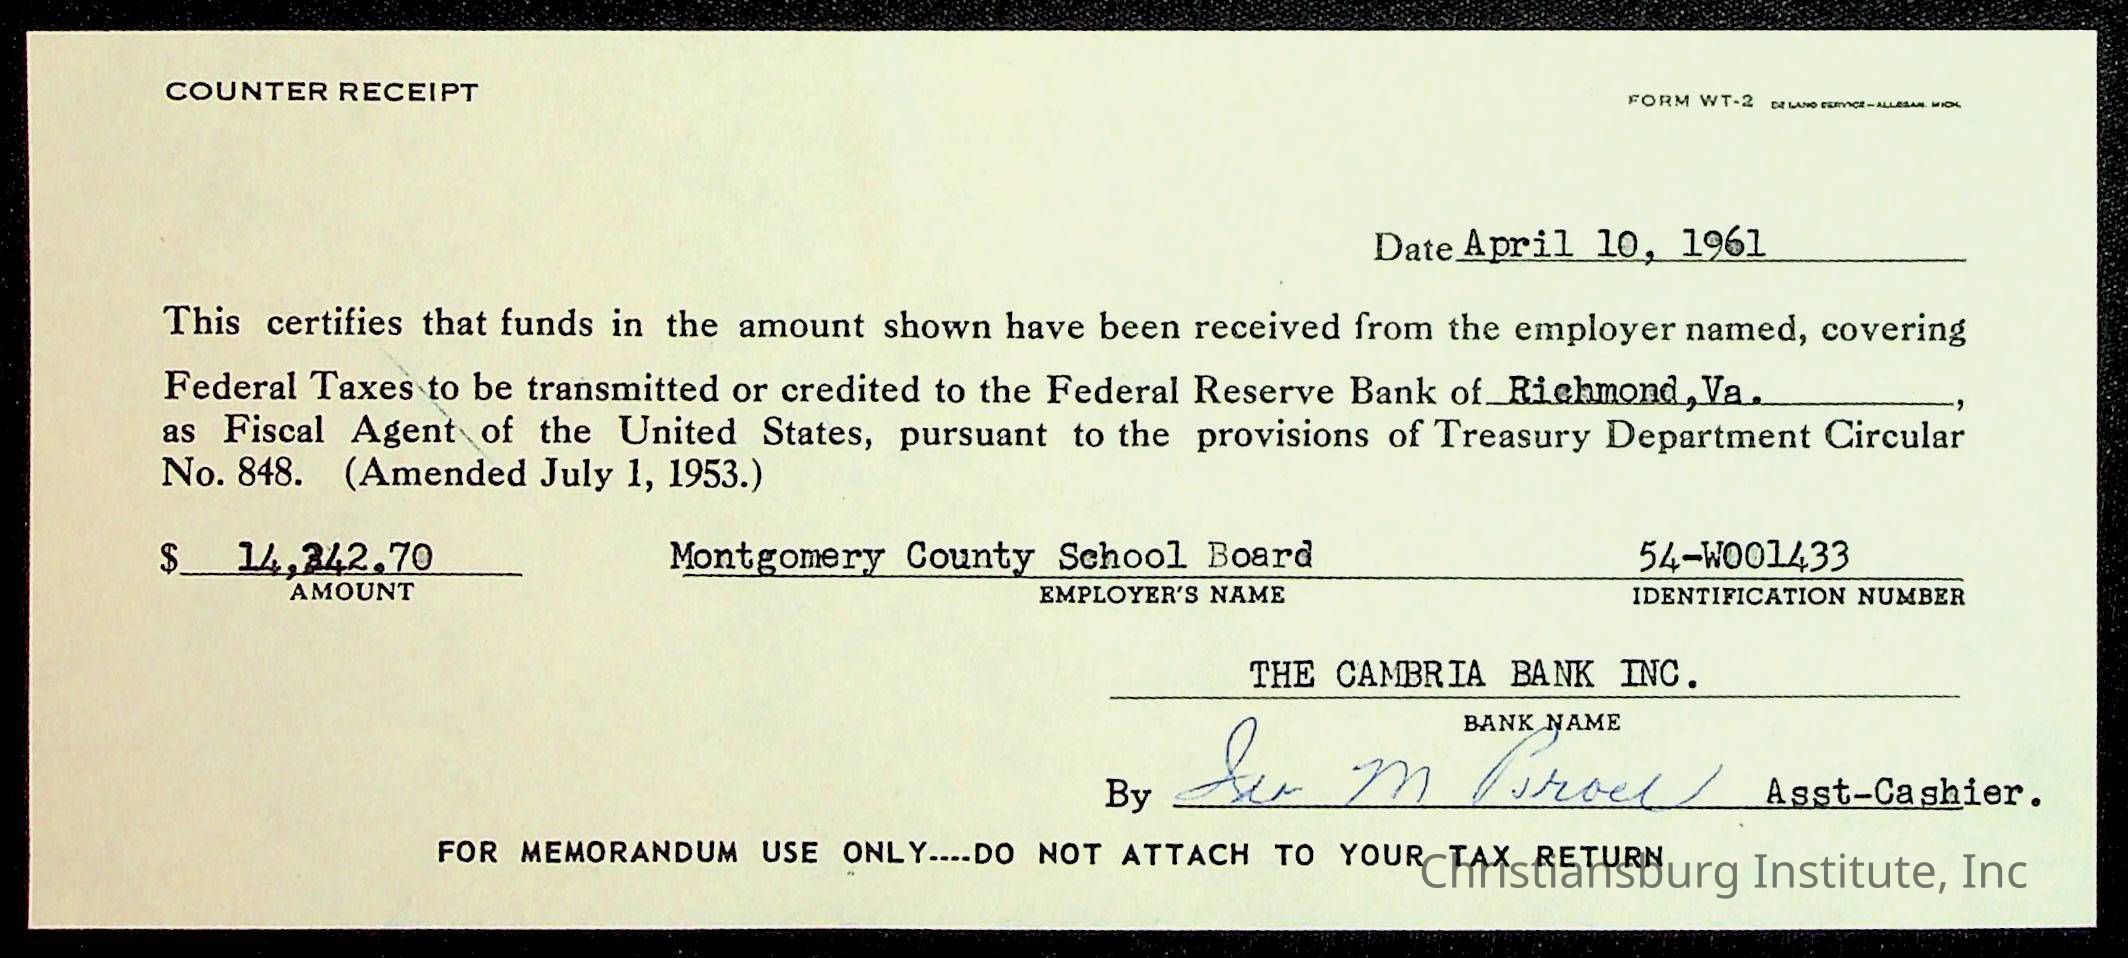 COUNTER RECEIPT
FORM WT-2 DE LANO SERVICE-ALLEGAN. MICH.
Date April 10, 1961
This certifies that funds in the amount shown have been received from the employer named, covering
Federal Taxes to be transmitted or credited to the Federal Reserve Bank of Richmond,Va. ,
as Fiscal Agent of the United States, pursuant to the provisions of Treasury Department Circular
No. 848. (Amended July 1, 1953.)
$ Montgomery County School Board 54-W001433
AMOUNT EMPLOYER'S NAME IDENTIFICATION NUMBER
THE CAMBRIA BANK INC.
BANK NAME
By M Asst-Cashier.
FOR MEMORANDUM USE ONLY----DO NOT ATTACH TO YOUR TAX RETURN
Christiansburg Institute, Inc